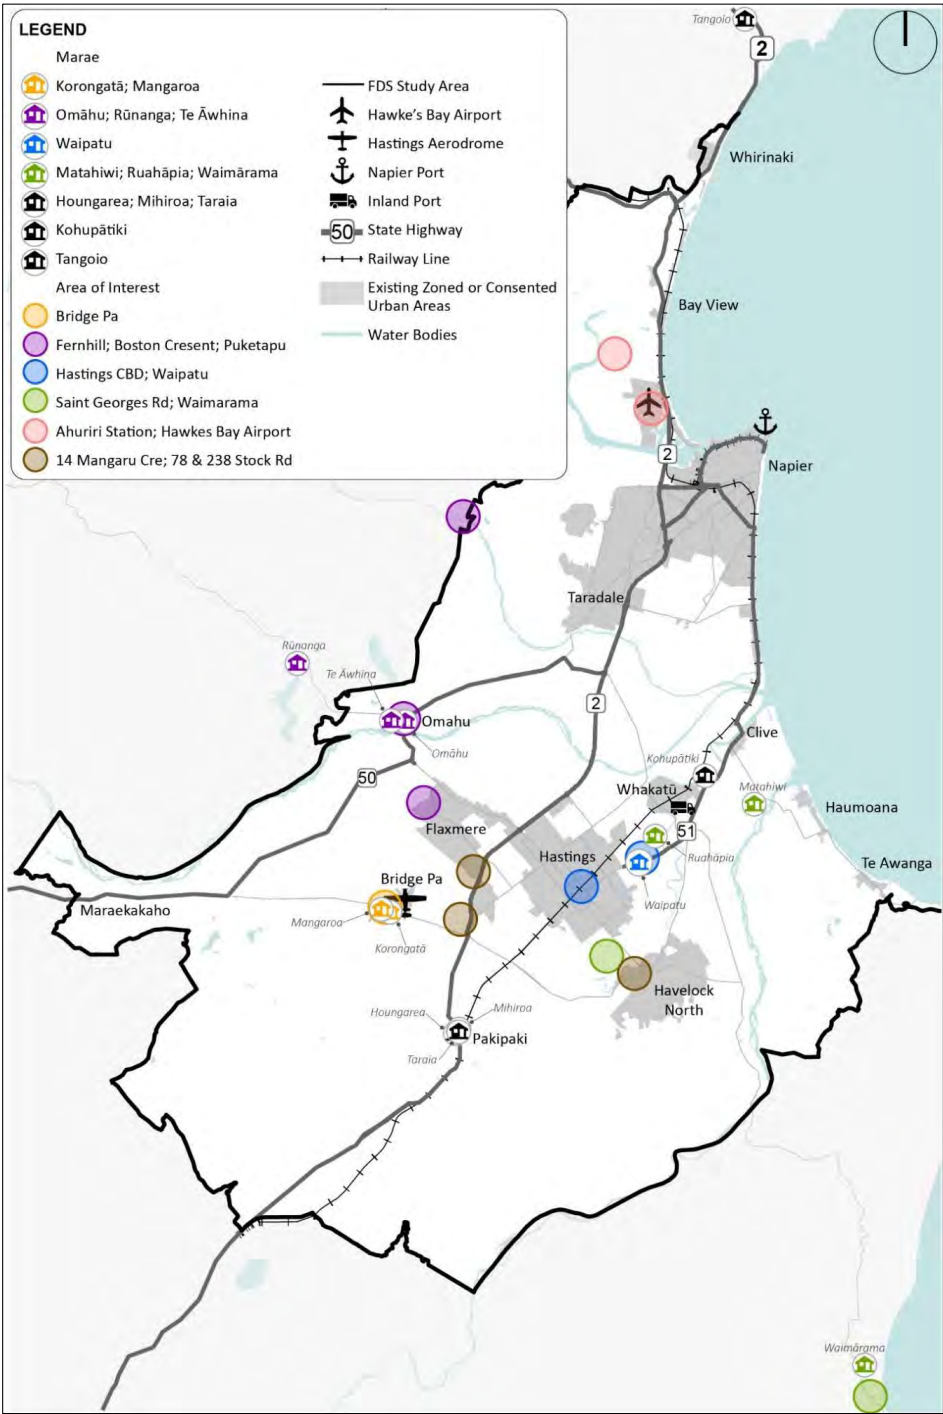 LEGEND
Marae
Korongatā; Mangaroa
Omāhu; Rūnanga; Te Āwhina
Waipatu
Matahiwi; Ruahāpia; Waimārama
Houngarea; Mihiroa; Taraia
Kohupātiki
Tangoio
Area of Interest
Bridge Pa
Fernhill; Boston Cresent; Puketapu
Hastings CBD; Waipatu
Saint Georges Rd; Waimarama
Ahuriri Station; Hawkes Bay Airport
14 Mangaru Cre; 78 & 238 Stock Rd
FDS Study Area
Hawke's Bay Airport
Hastings Aerodrome
Napier Port
Inland Port
50 State Highway
Railway Line
Existing Zoned or Consented
Urban Areas
Water Bodies
Tangoio
2
Whirinaki
Bay View
2
Napier
Taradale
Rūnanga
Te Āwhina
Omahu
Omāhu
2
Clive
Kohupātiki
50
Whakatū
Matahiwi
Haumoana
Flaxmere
51
Hastings
Ruahāpia
Te Awanga
Bridge Pa
Waipatu
Maraekakaho
Mangaroa
Korongatā
Havelock
North
Houngarea
Mihiroa
Pakipaki
Taraia
Waimārama